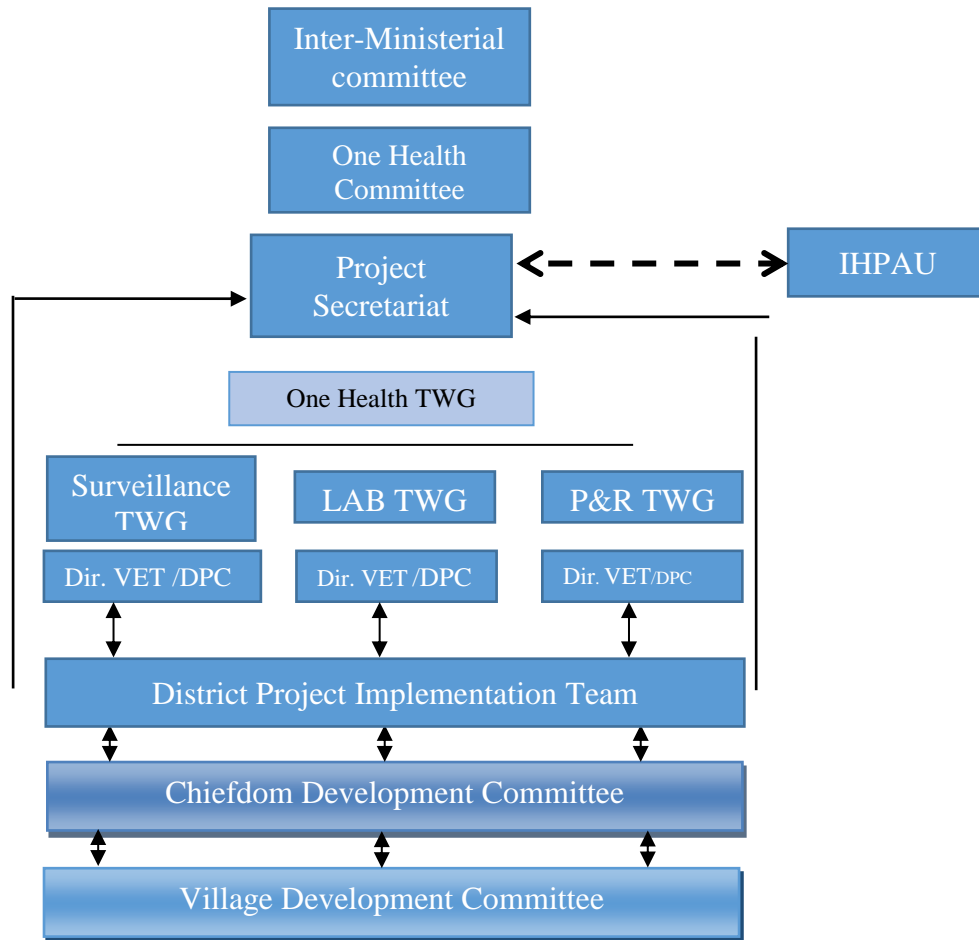 Inter-Ministerial
committee
One Health
Committee
Project
Secretariat
IHPAU
One Health TWG
Surveillance
TWG
LAB TWG
P&R TWG
Dir. VET /DPC
Dir. VET /DPC
Dir. VET/DPC
District Project Implementation Team
Chiefdom Development Committee
Village Development Committee